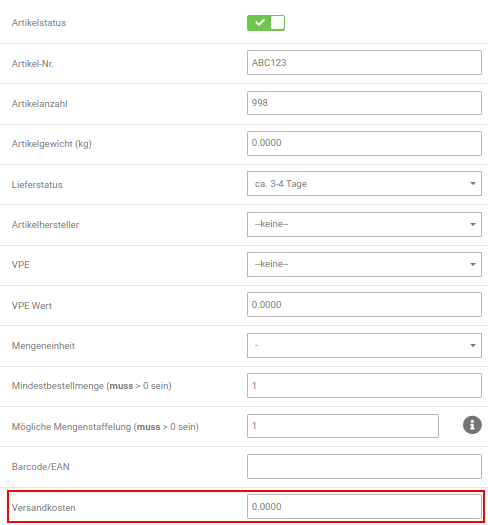 Artikelstatus
Artikel-Nr. ABC123
Artikelanzahl 998
Artikelgewicht (kg) 0.0000
Lieferstatus ca. 3-4 Tage
Artikelhersteller --keine--
VPE --keine--
VPE Wert 0.0000
Mengeneinheit -
Mindestbestellmenge (muss > 0 sein) 1
Mögliche Mengenstaffelung (muss > 0 sein) 1
Barcode/EAN
Versandkosten 0.0000